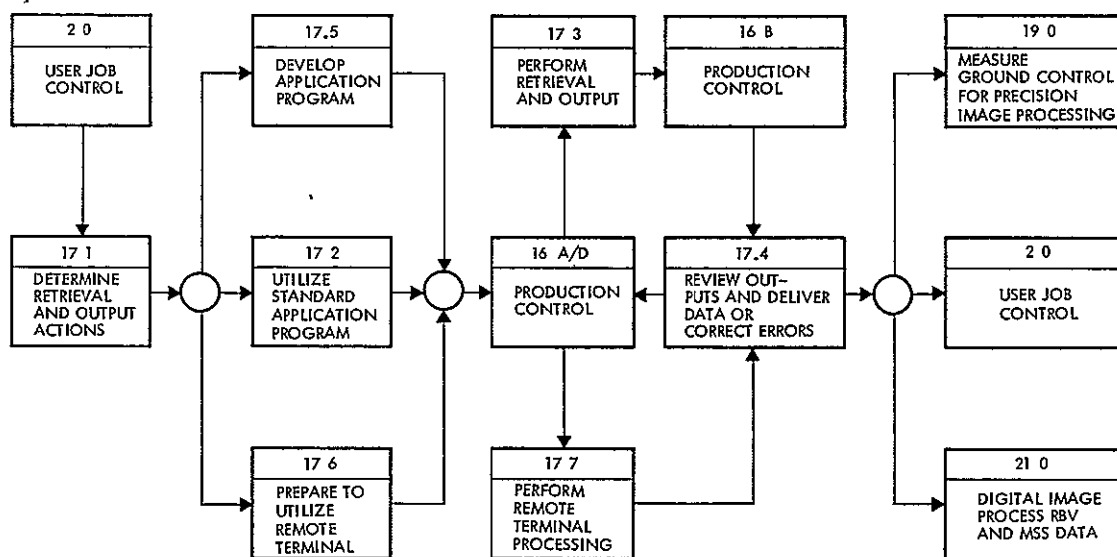 2 0
USER JOB
CONTROL
17.5
DEVELOP
APPLICATION
PROGRAM
17 3
PERFORM
RETRIEVAL
AND OUTPUT
16 B
PRODUCTION
CONTROL
19 0
MEASURE
GROUND CONTROL
FOR PRECISION
IMAGE PROCESSING
17 1
DETERMINE
RETRIEVAL
AND OUTPUT
ACTIONS
17 2
UTILIZE
STANDARD
APPLICATION
PROGRAM
16 A/D
PRODUCTION
CONTROL
17.4
REVIEW OUT-
PUTS AND DELIVER
DATA OR
CORRECT ERRORS
2 0
USER JOB
CONTROL
17 6
PREPARE TO
UTILIZE
REMOTE
TERMINAL
17 7
PERFORM
REMOTE
TERMINAL
PROCESSING
21 0
DIGITAL IMAGE
PROCESS RBV
AND MSS DATA